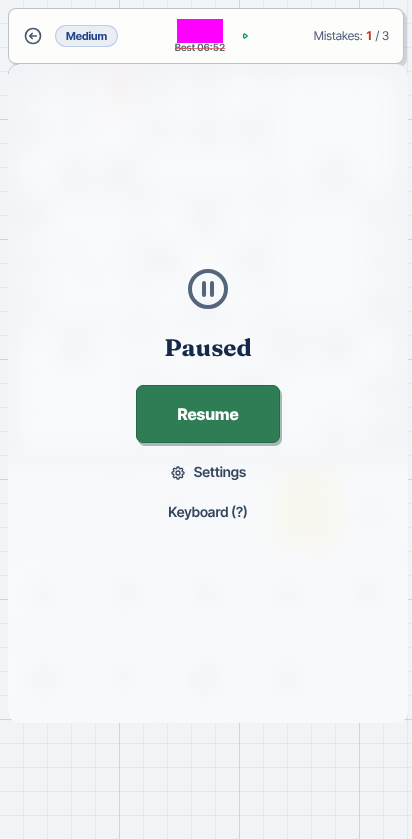 Medium
Best 06:52
Mistakes: 1 / 3
Paused
Resume
Settings
Keyboard (?)